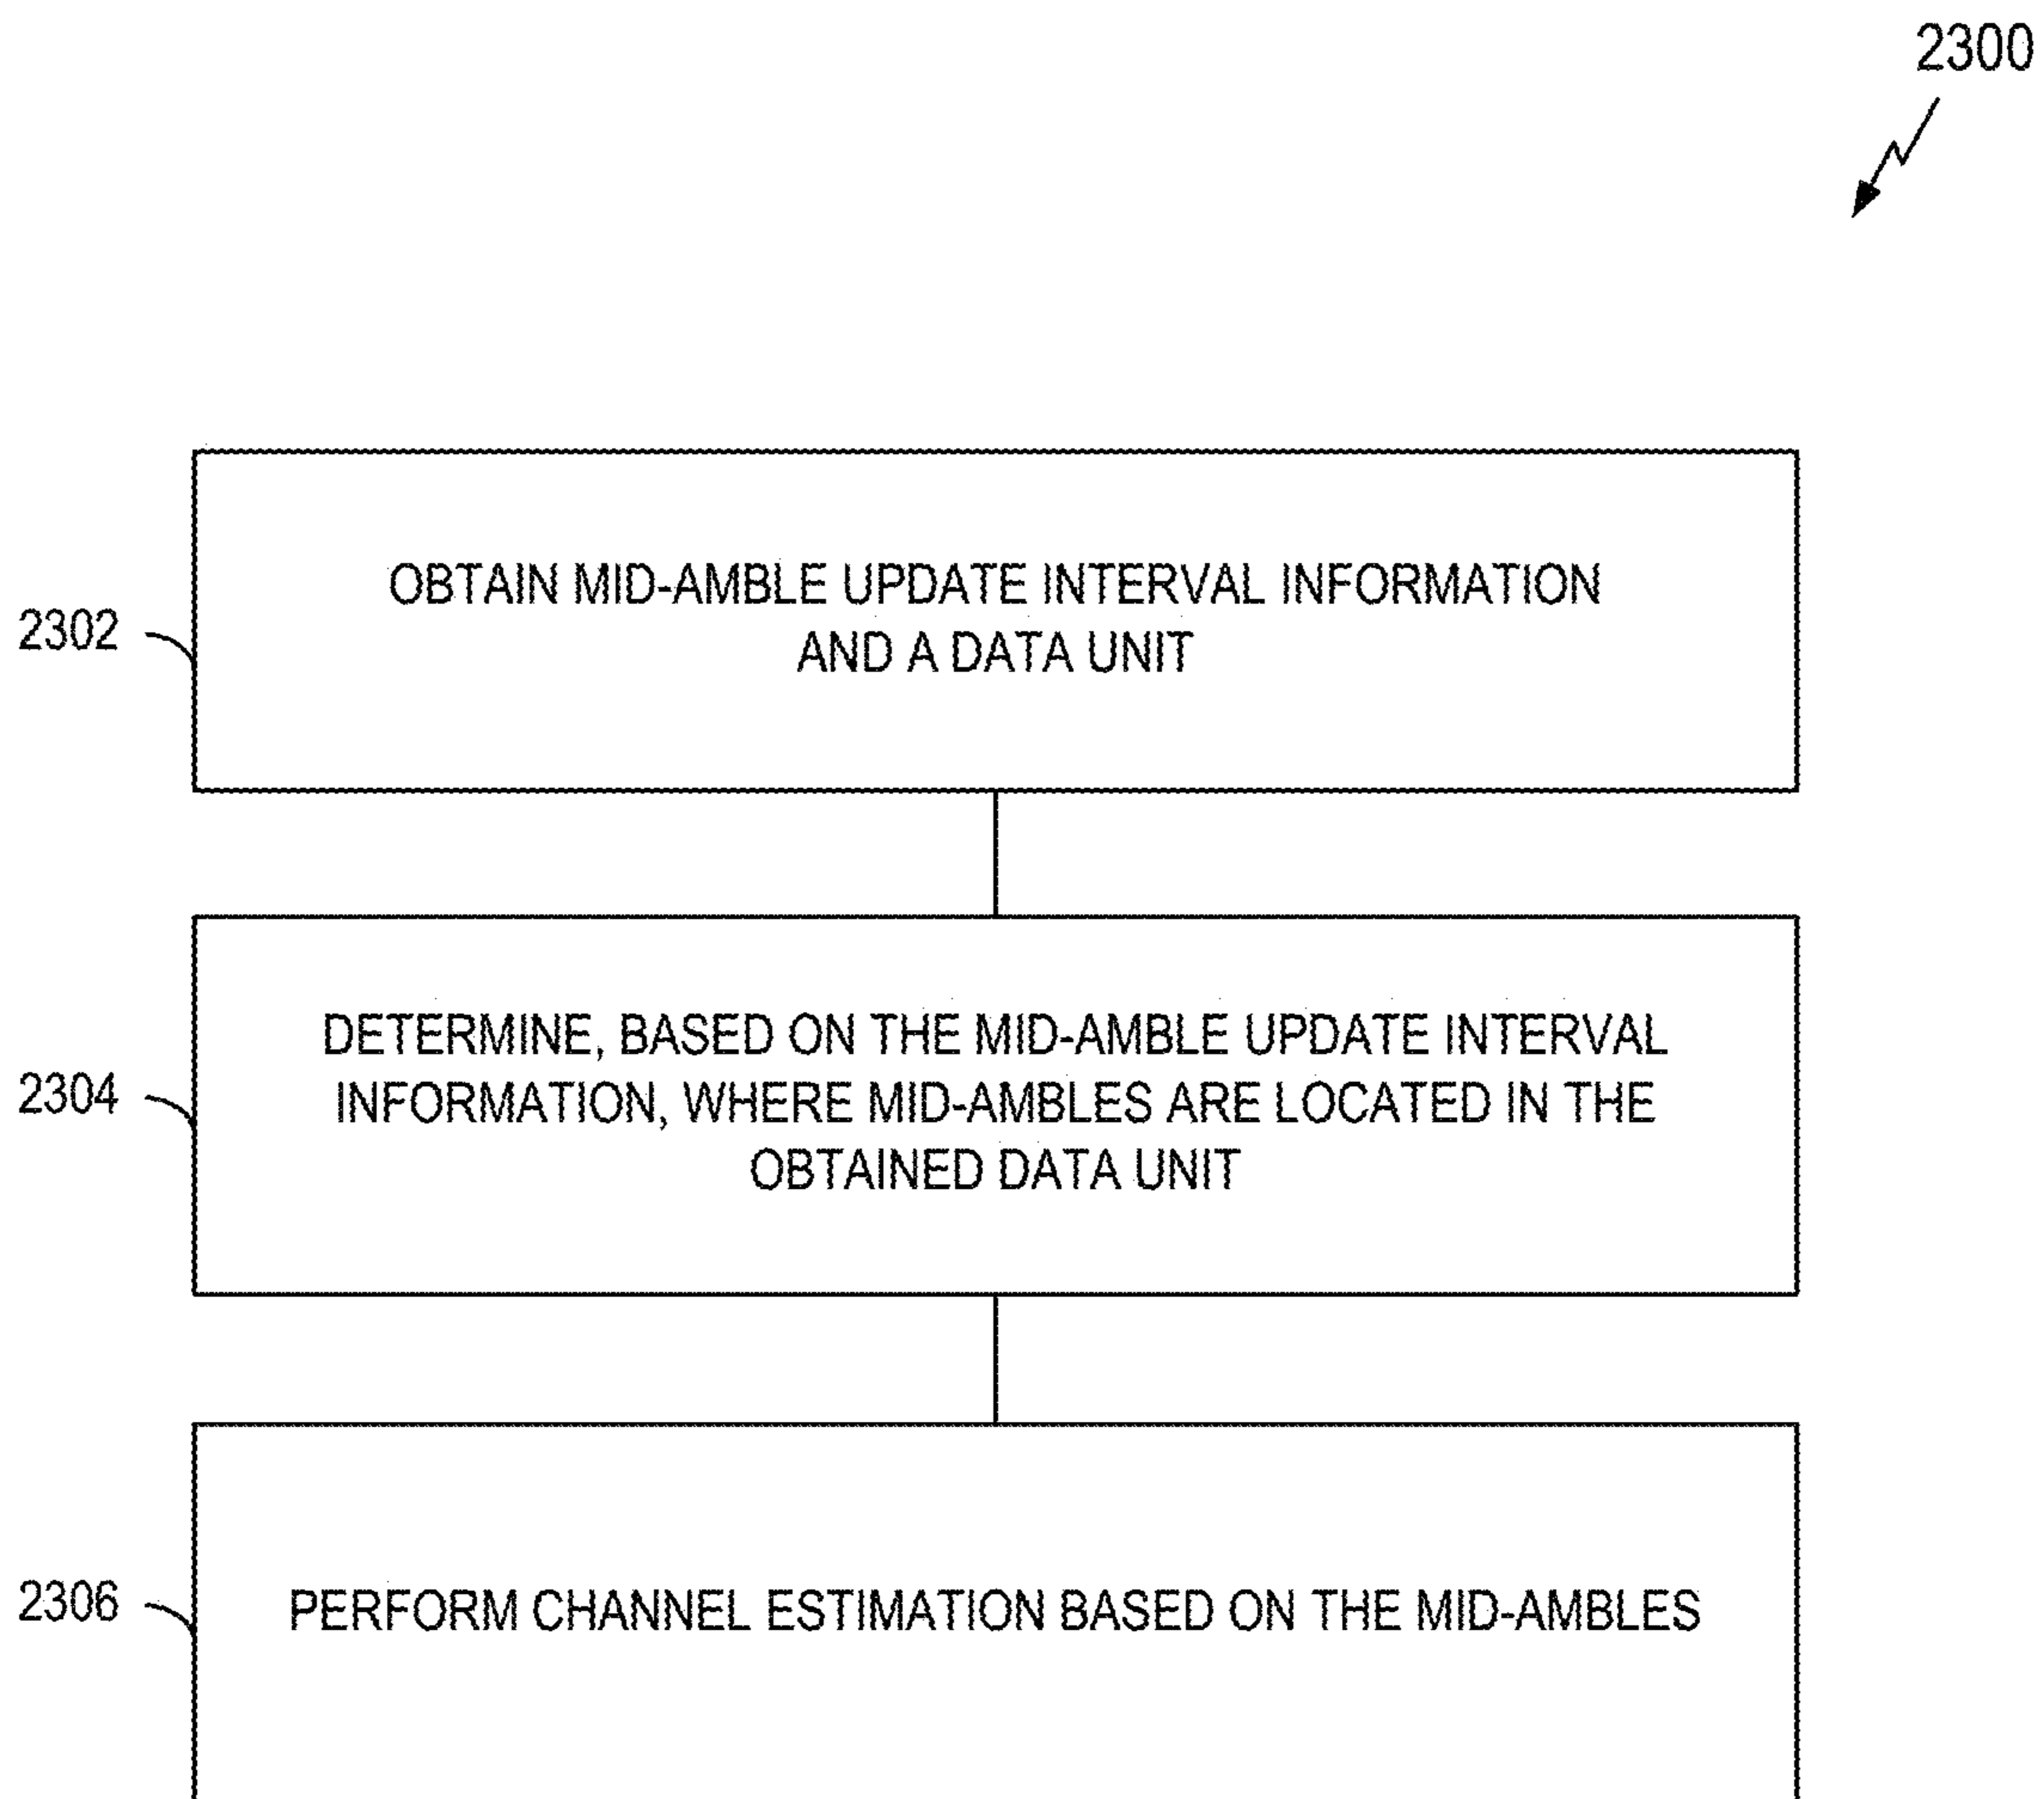 2300
OBTAIN MID-AMBLE UPDATE INTERVAL INFORMATION
AND A DATA UNIT
2302
DETERMINE, BASED ON THE MID-AMBLE UPDATE INTERVAL
INFORMATION, WHERE MID-AMBLES ARE LOCATED IN THE
OBTAINED DATA UNIT
2304
PERFORM CHANNEL ESTIMATION BASED ON THE MID-AMBLES
2306